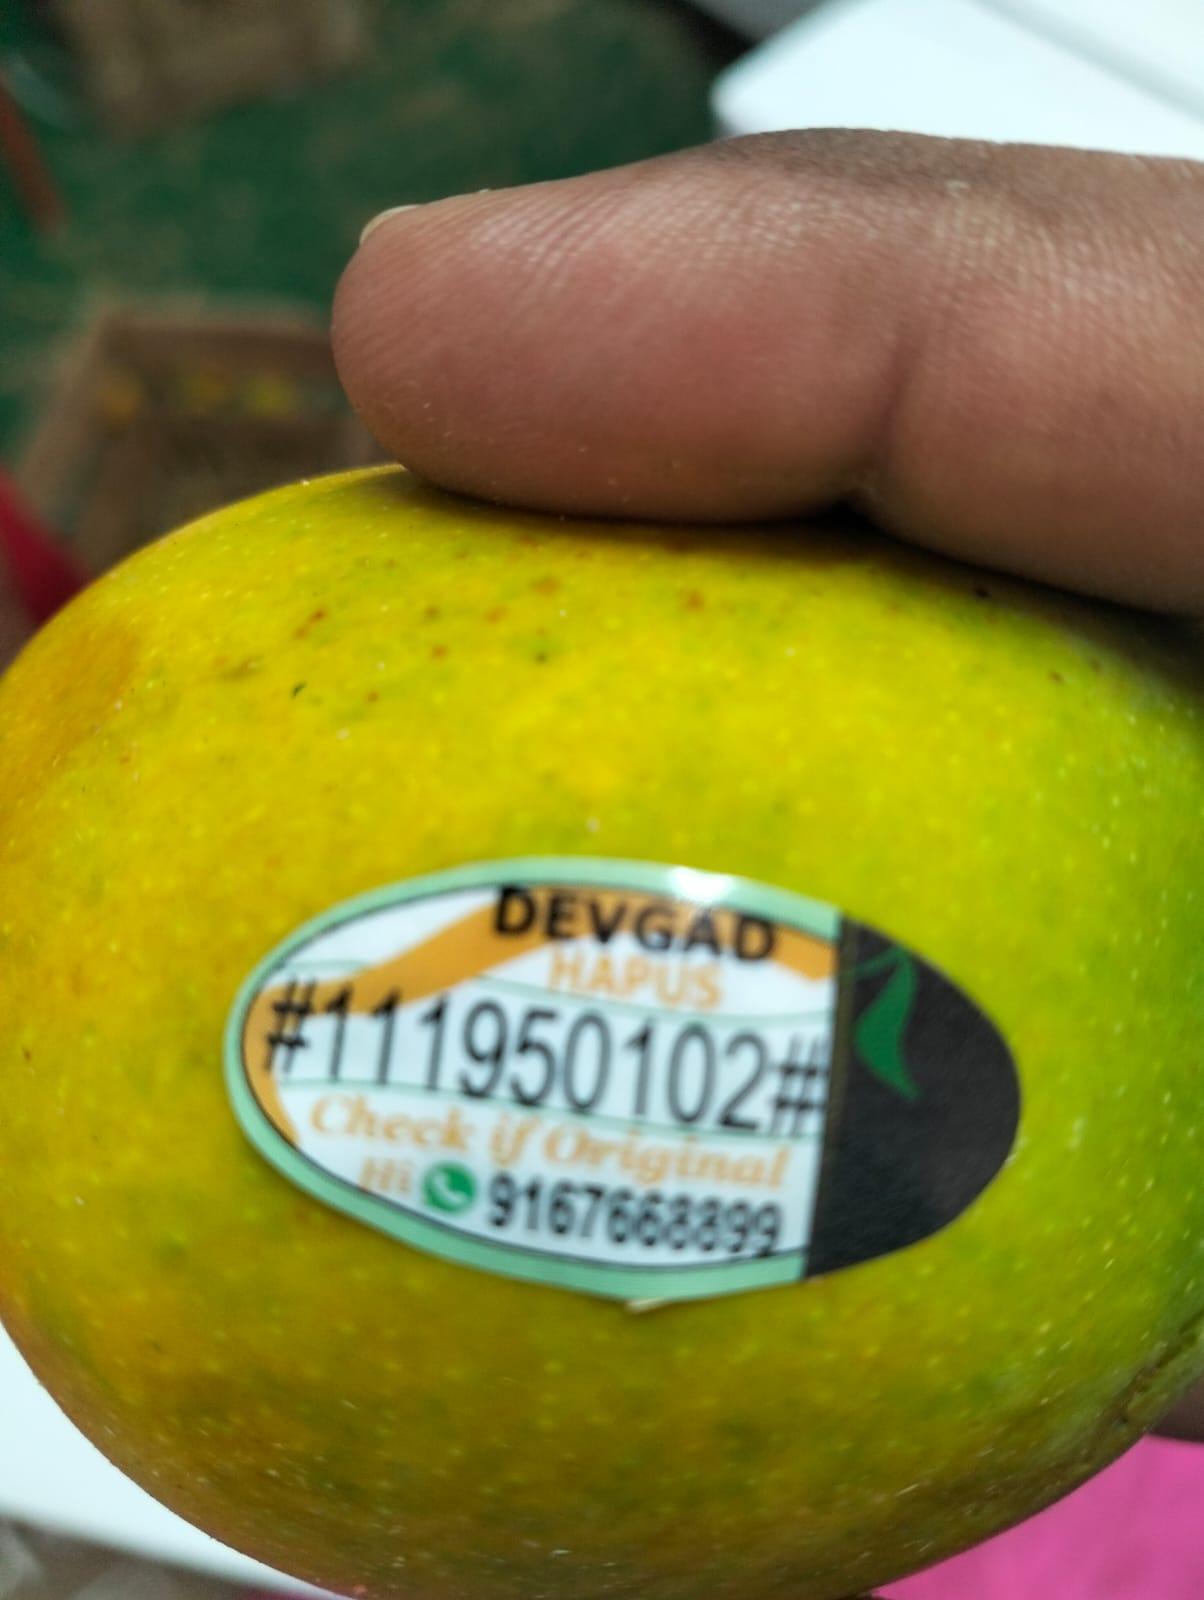 DEVGAD
HAPUS
#111950102#
Check if Original
Hi 9167668899